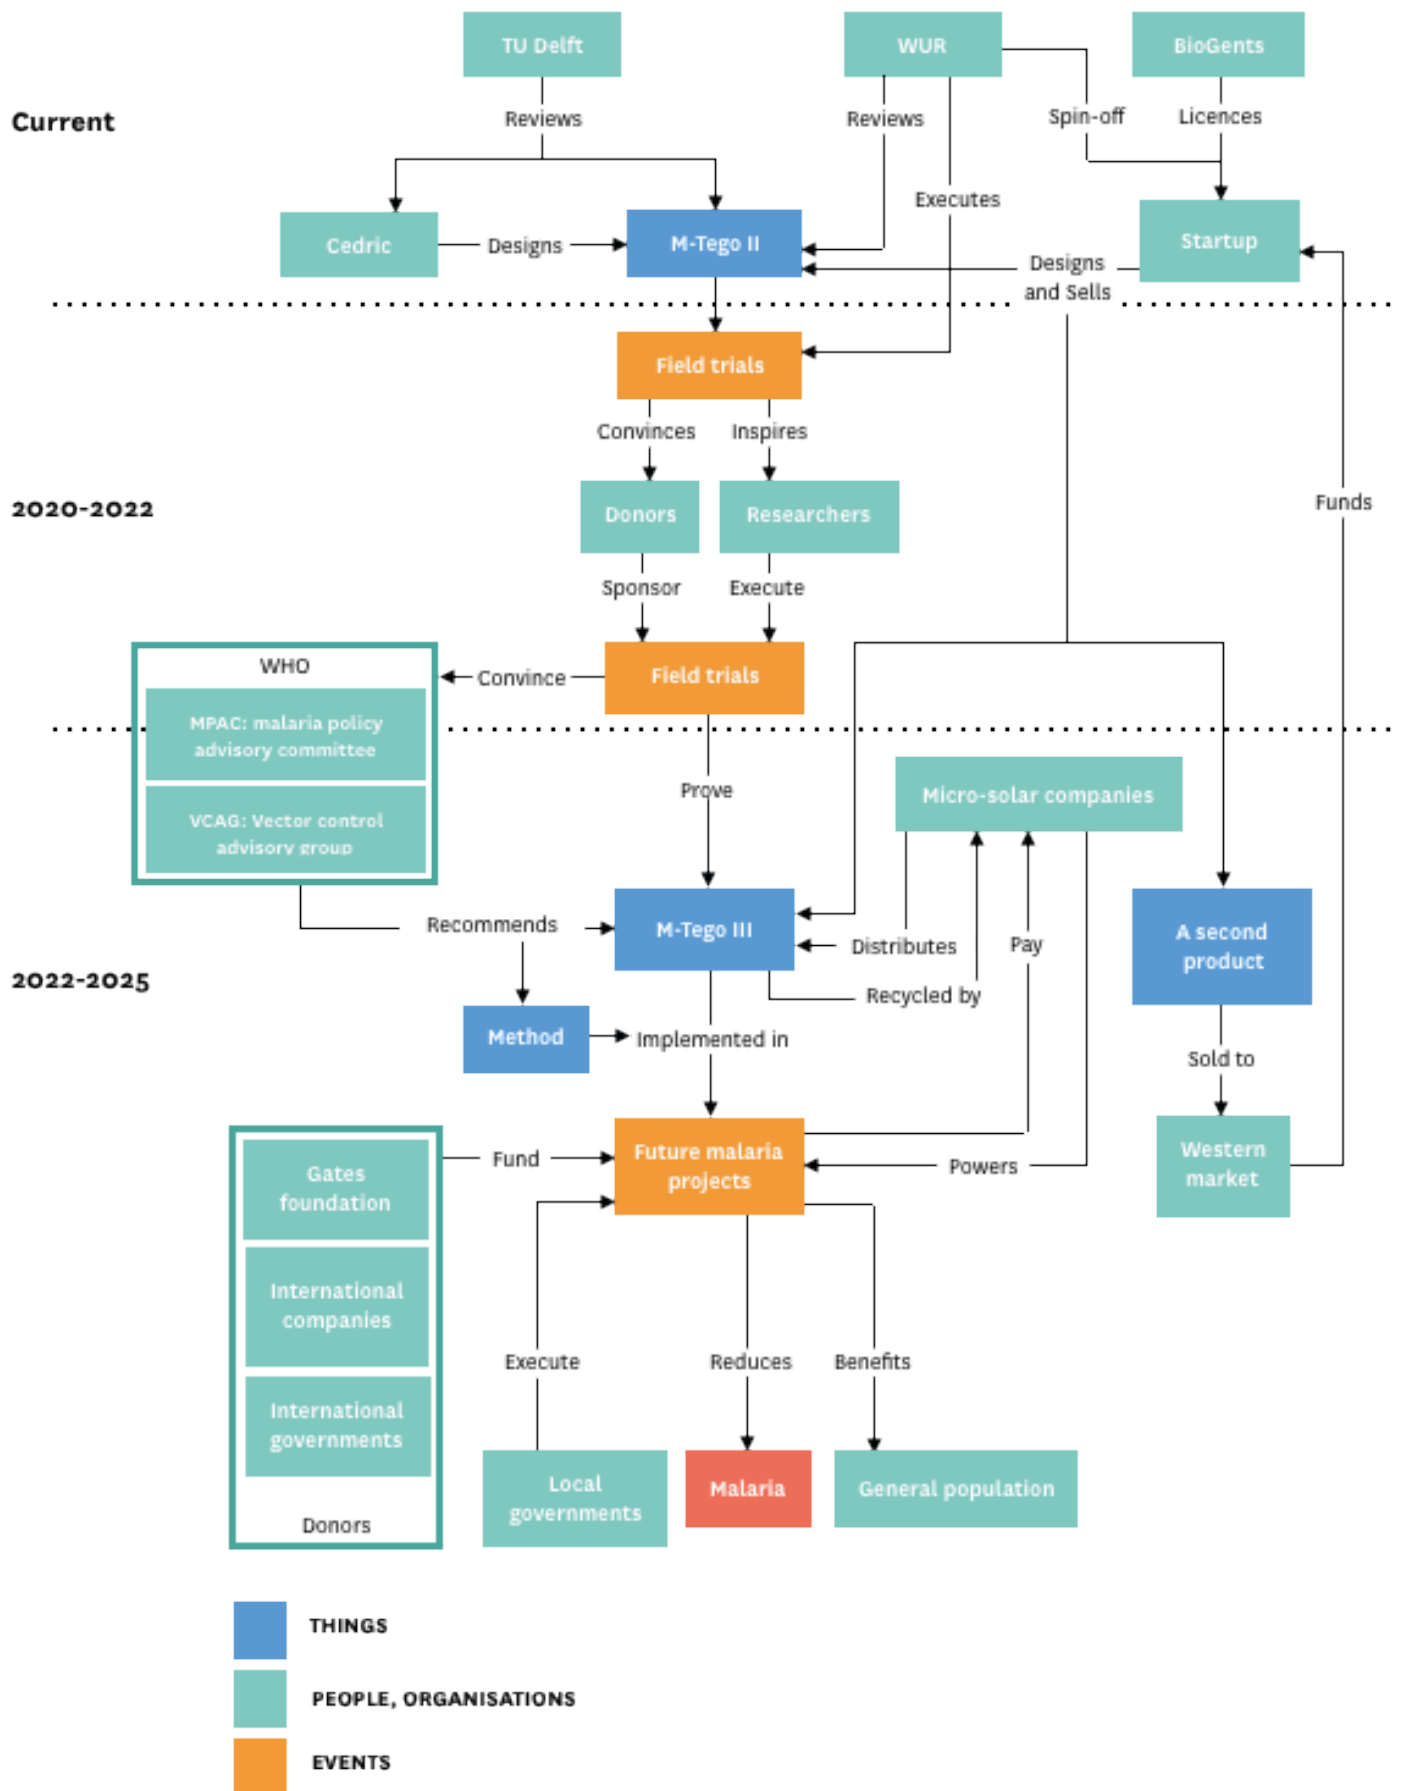 TU Delft
WUR
BioGents
Current
Reviews
Reviews
Spin-off
Licences
Executes
Cedric
Designs
M-Tego II
Startup
Designs
and Sells
Field trials
Convinces
Inspires
2020-2022
Donors
Researchers
Funds
Sponsor
Execute
WHO
MPAC: malaria policy
advisory committee
VCAG: Vector control
advisory group
Convince
Field trials
Prove
Micro-solar companies
Recommends
M-Tego III
Distributes
Pay
A second
product
2022-2025
Recycled by
Method
Implemented in
Sold to
Gates
foundation
International
companies
International
governments
Donors
Fund
Future malaria
projects
Powers
Western
market
Execute
Reduces
Benefits
Local
governments
Malaria
General population
THINGS
PEOPLE, ORGANISATIONS
EVENTS